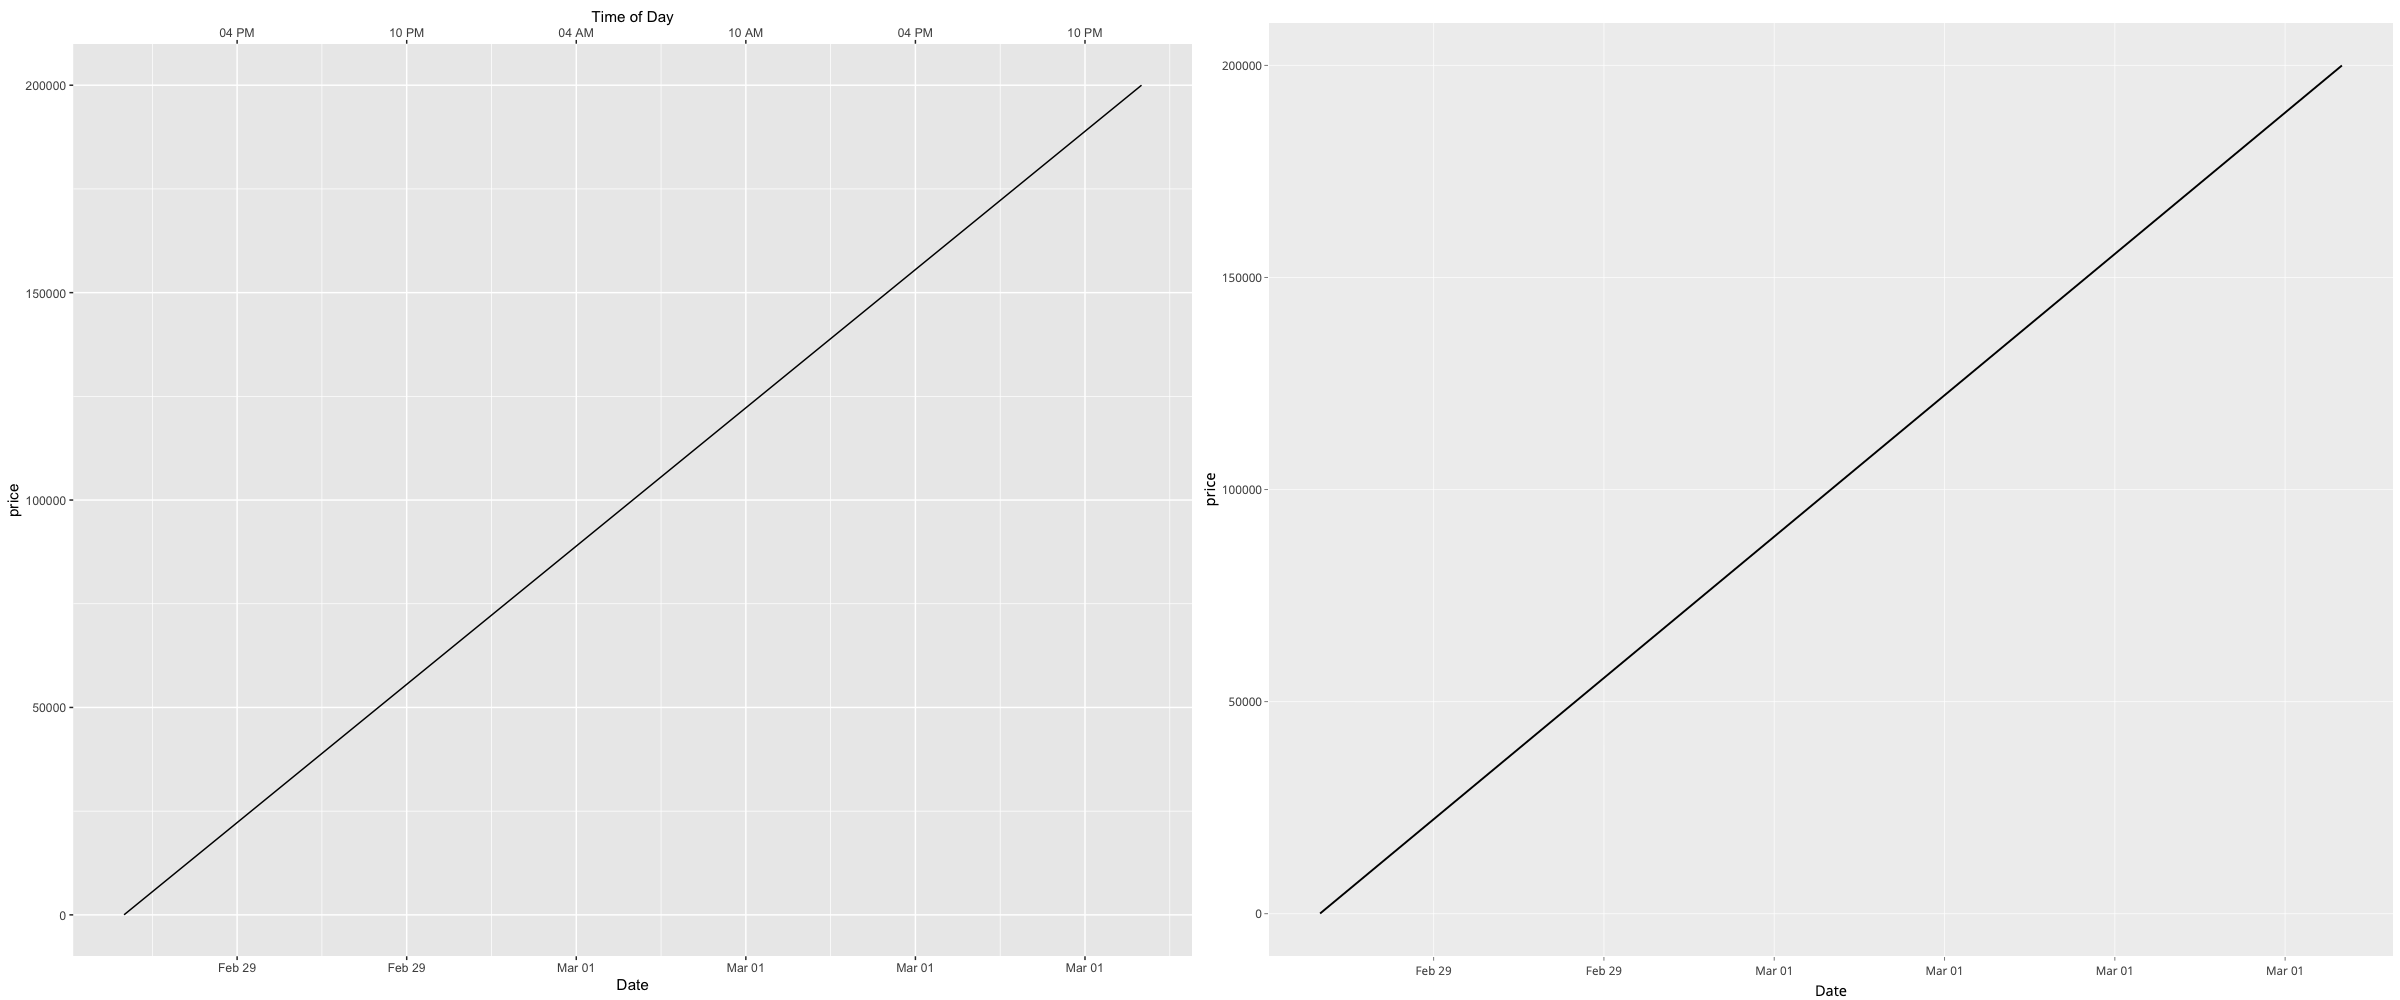 Time of Day
04 PM 10 PM 04 AM 10 AM 04 PM 10 PM
200000
150000
100000
50000
0
price
Feb 29 Feb 29 Mar 01 Mar 01 Mar 01 Mar 01
Date
200000
150000
100000
50000
0
price
Feb 29 Feb 29 Mar 01 Mar 01 Mar 01 Mar 01
Date